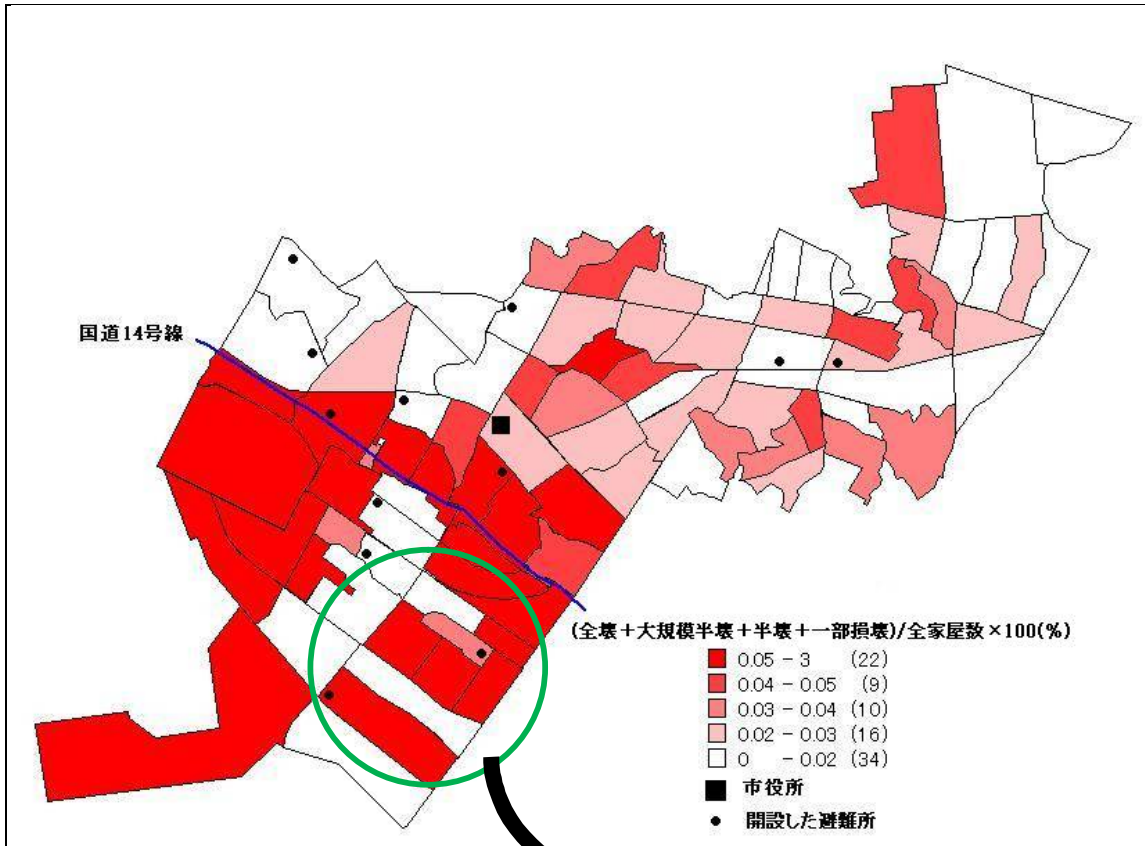 国道14号線
(全壊+大規模半壊+半壊+一部損壊)/全家屋数×100(%)
0.05 - 3 (22)
0.04 - 0.05 (9)
0.03 - 0.04 (10)
0.02 - 0.03 (16)
0 - 0.02 (34)
市役所
開設した避難所